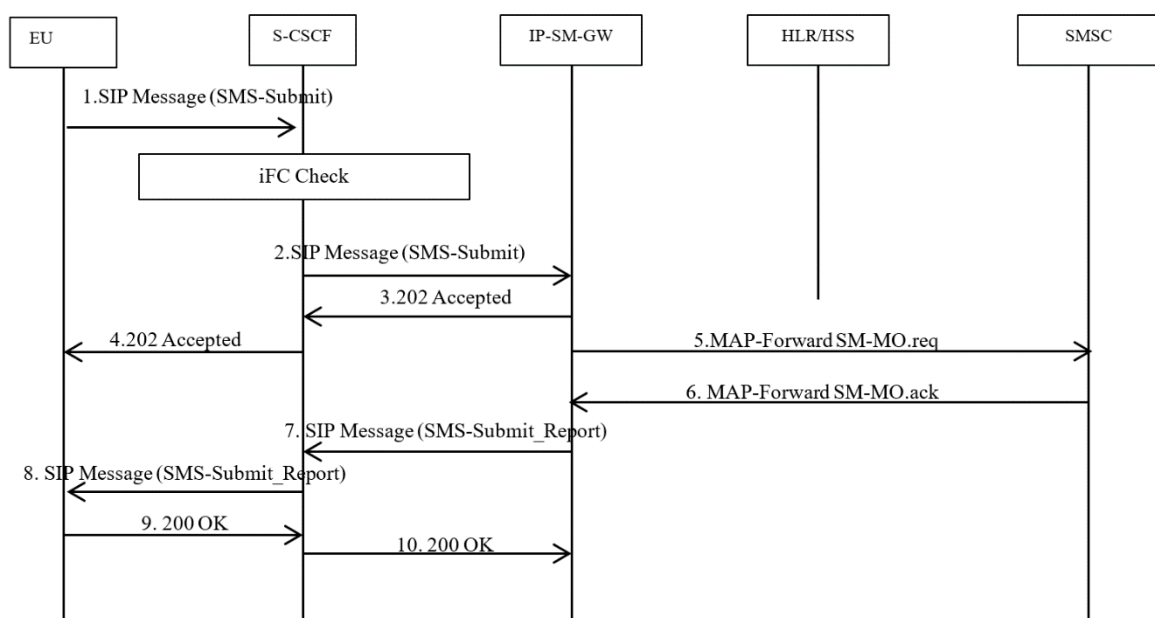 EU
S-CSCF
IP-SM-GW
HLR/HSS
SMSC
1.SIP Message (SMS-Submit)
iFC Check
2.SIP Message (SMS-Submit)
3.202 Accepted
4.202 Accepted
5.MAP-Forward SM-MO.req
6. MAP-Forward SM-MO.ack
7. SIP Message (SMS-Submit_Report)
8. SIP Message (SMS-Submit_Report)
9. 200 OK
10. 200 OK